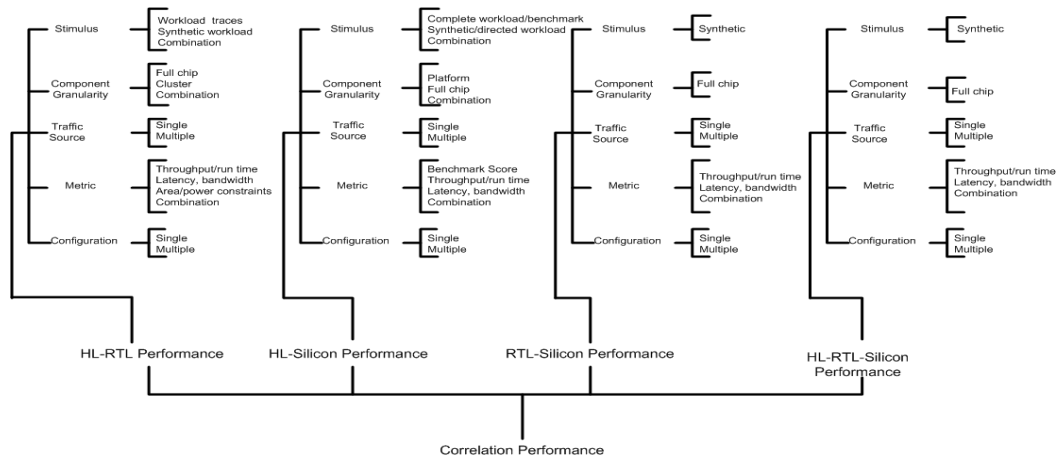 Stimulus
Workload traces
Synthetic workload
Combination
Component
Granularity
Full chip
Cluster
Combination
Traffic
Source
Single
Multiple
Metric
Throughput/run time
Latency, bandwidth
Area/power constraints
Combination
Configuration
Single
Multiple
HL-RTL Performance
Stimulus
Complete workload/benchmark
Synthetic/directed workload
Combination
Component
Granularity
Platform
Full chip
Combination
Traffic
Source
Single
Multiple
Metric
Benchmark Score
Throughput/run time
Latency, bandwidth
Combination
Configuration
Single
Multiple
HL-Silicon Performance
Stimulus
Synthetic
Component
Granularity
Full chip
Traffic
Source
Single
Multiple
Metric
Throughput/run time
Latency, bandwidth
Combination
Configuration
Single
Multiple
RTL-Silicon Performance
Stimulus
Synthetic
Component
Granularity
Full chip
Traffic
Source
Single
Multiple
Metric
Throughput/run time
Latency, bandwidth
Combination
Configuration
Single
Multiple
HL-RTL-Silicon
Performance
Correlation Performance